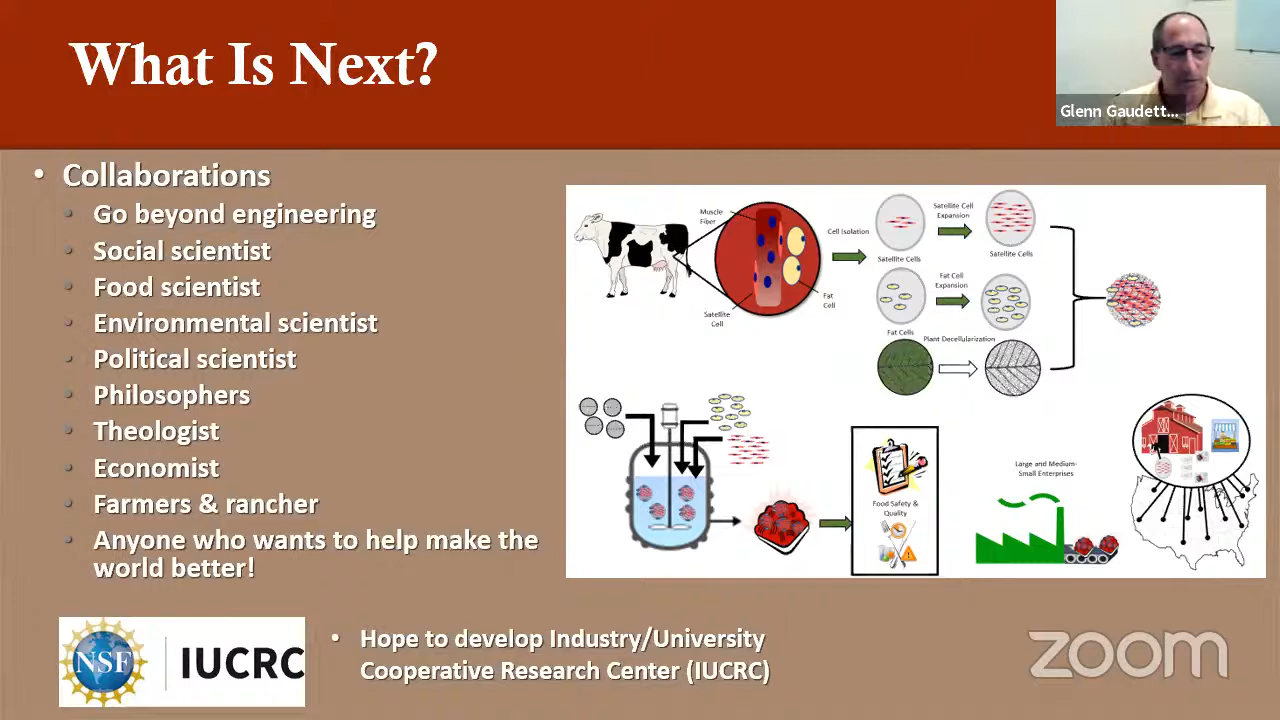 What Is Next?
Glenn Gaudett...
• Collaborations
• Go beyond engineering
• Social scientist
• Food scientist
• Environmental scientist
• Political scientist
• Philosophers
• Theologist
• Economist
• Farmers & rancher
• Anyone who wants to help make the
world better!
Muscle
Fiber
Satellite
Cell
Fat
Cell
Cell Isolation
Satellite Cells
Satellite Cell
Expansion
Satellite Cells
Fat Cells
Fat Cell
Expansion
Plant Decellularization
Food Safety &
Quality
Large and Medium-
Small Enterprises
NSF
IUCRC
• Hope to develop Industry/University
Cooperative Research Center (IUCRC)
zoom